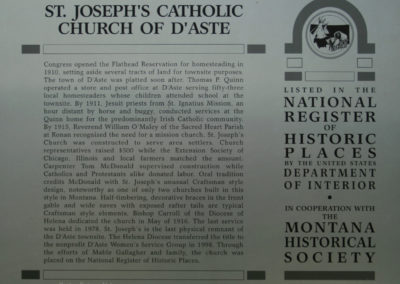 ST. JOSEPH'S CATHOLIC
CHURCH OF D'ASTE
Congress opened the Flathead Reservation for homesteading in
1910, setting aside several tracts of land for townsite purposes.
The town of D'Aste was platted soon after. Thomas P. Quinn
operated a store and post office at D'Aste serving fifty-three
local homesteaders whose children attended school at the
townsite. By 1911, Jesuit priests from St. Ignatius Mission, an
hour distant by horse and buggy, conducted services at the
Quinn home for the predominantly Irish Catholic community.
By 1915, Reverend William O'Maley of the Sacred Heart Parish
at Ronan recognized the need for a mission church. St. Joseph's
Church was constructed to serve area settlers. Church
representatives raised $500 while the Extension Society of
Chicago, Illinois and local farmers matched the amount.
Carpenter Tom McDonald supervised construction while
Catholics and Protestants alike donated labor. Oral tradition
credits McDonald with St. Joseph's unusual Craftsman style
design, noteworthy as one of only two churches built in this
style in Montana. Half-timbering, decorative braces in the front
gable and wide eaves with exposed rafter tails are typical
Craftsman style elements. Bishop Carroll of the Diocese of
Helena dedicated the church in May of 1916. The last service
was held in 1978. St. Joseph's is the last physical remnant of
the D'Aste townsite. The Helena Diocese transferred the title to
the nonprofit D'Aste Women's Service Group in 1998. Through
the efforts of Mable Gallagher and family, the church was
placed on the National Register of Historic Places.
LISTED IN THE
NATIONAL
REGISTER
OF
HISTORIC
PLACES
BY THE UNITED STATES
DEPARTMENT
OF INTERIOR
IN COOPERATION WITH THE
MONTANA
HISTORICAL
SOCIETY